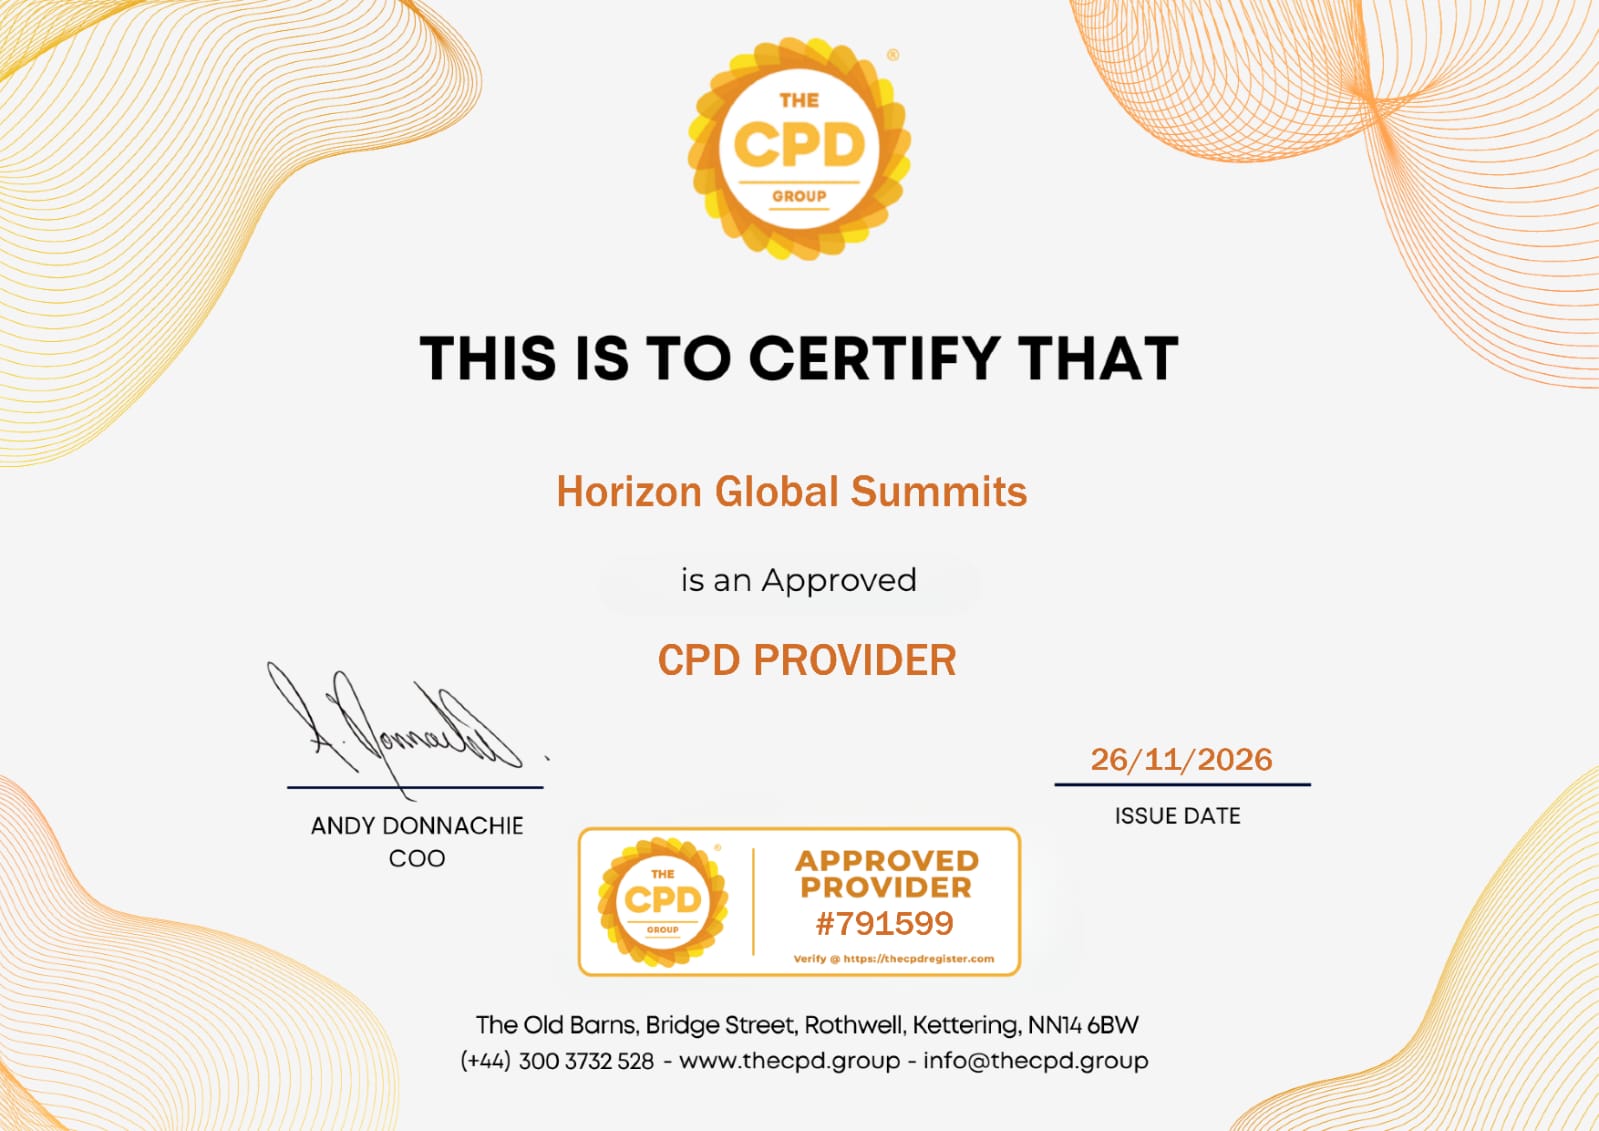 THE
CPD
GROUP
®
THIS IS TO CERTIFY THAT
Horizon Global Summits
is an Approved
CPD PROVIDER
A. Donnachie
ANDY DONNACHIE
COO
26/11/2026
ISSUE DATE
THE
CPD
GROUP
®
APPROVED
PROVIDER
#791599
Verify @ https://thecpdregister.com
The Old Barns, Bridge Street, Rothwell, Kettering, NN14 6BW
(+44) 300 3732 528 - www.thecpd.group - info@thecpd.group